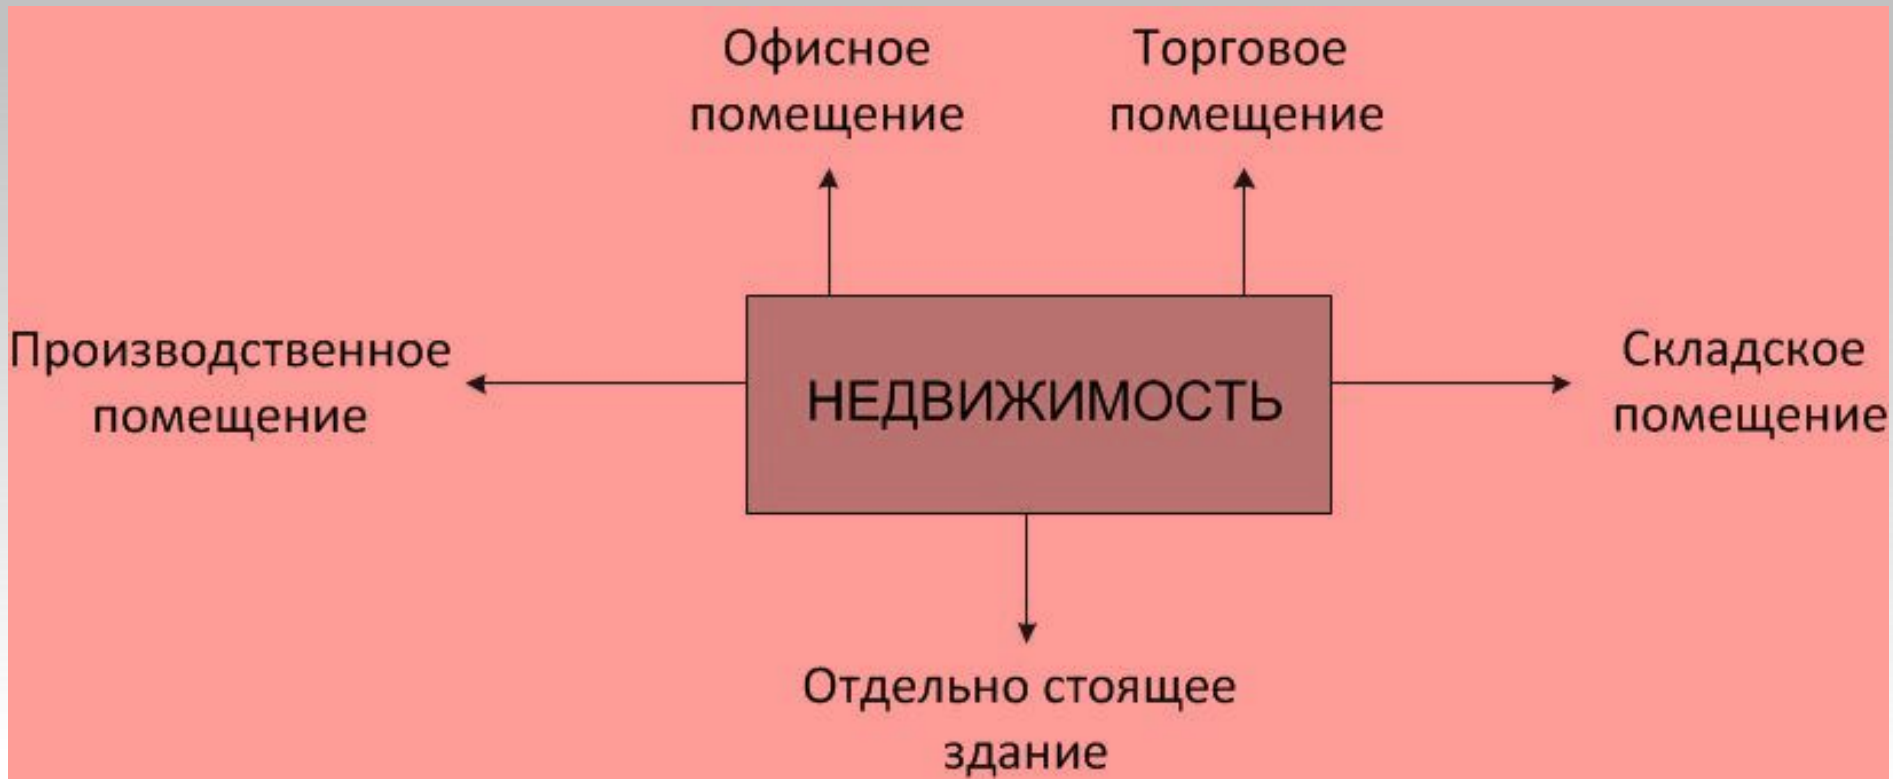 Офисное
помещение
Торговое
помещение
Производственное
помещение
НЕДВИЖИМОСТЬ
Складское
помещение
Отдельно стоящее
здание